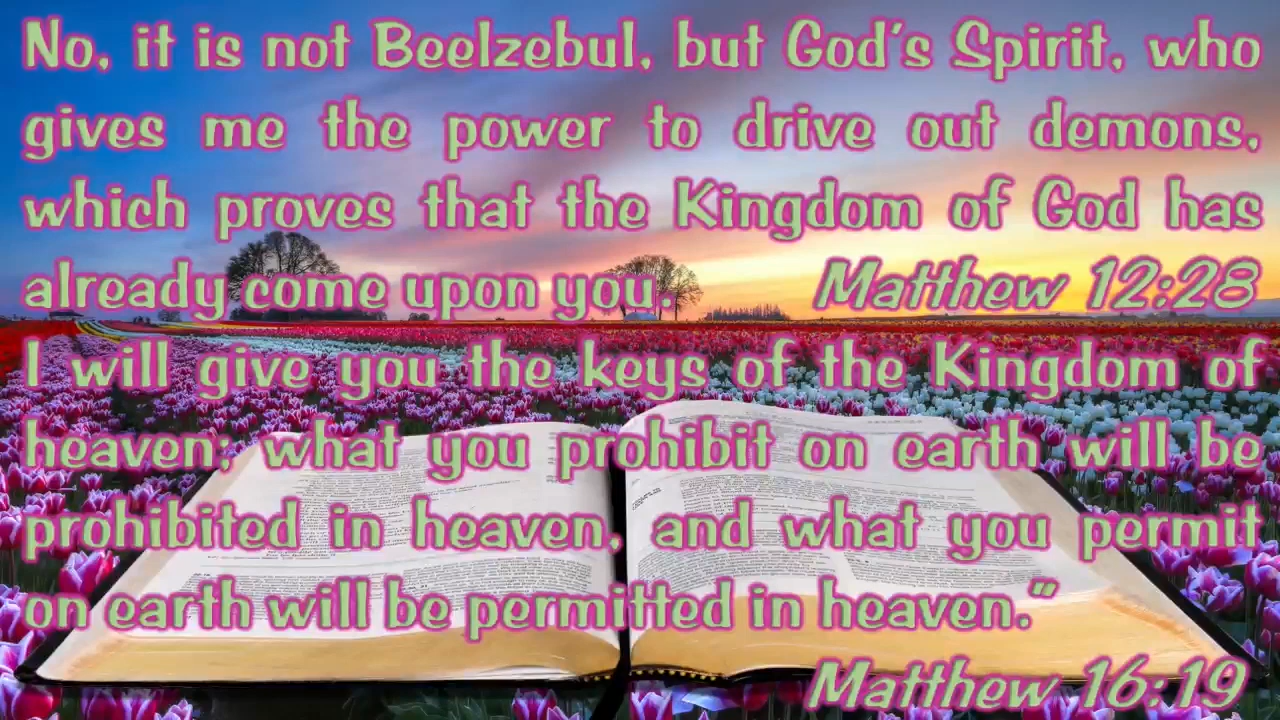 No, it is not Beelzebul, but God's Spirit, who
gives me the power to drive out demons,
which proves that the Kingdom of God has
already come upon you. Matthew 12:28
I will give you the keys of the Kingdom of
heaven; what you prohibit on earth will be
prohibited in heaven, and what you permit
on earth will be permitted in heaven.”
Matthew 16:19